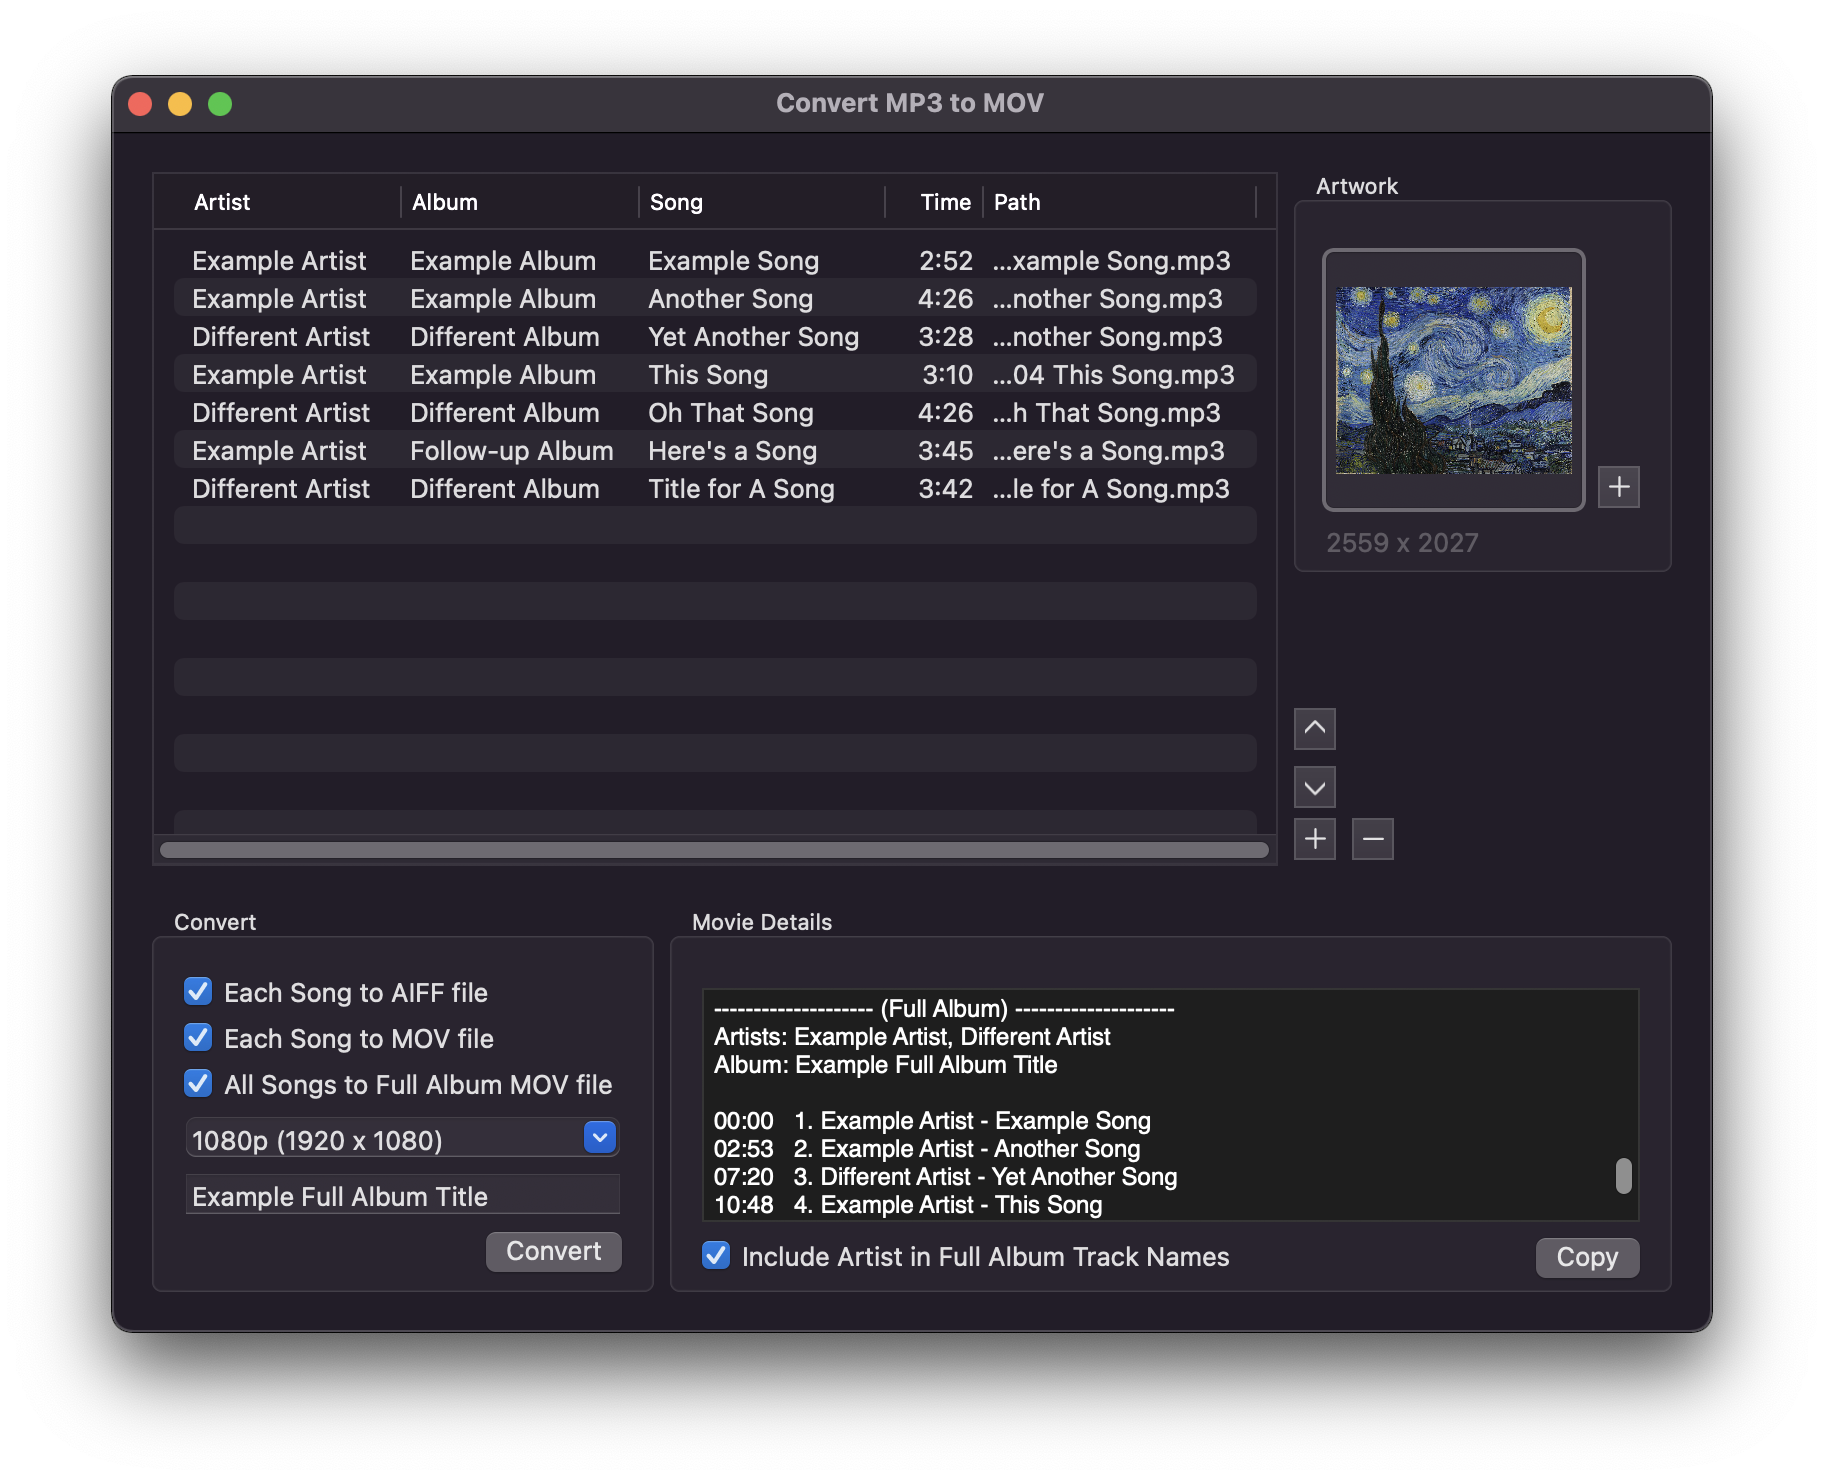 Convert MP3 to MOV
Artist Album Song Time Path
Example Artist Example Album Example Song 2:52 ...xample Song.mp3
Example Artist Example Album Another Song 4:26 ...nother Song.mp3
Different Artist Different Album Yet Another Song 3:28 ...nother Song.mp3
Example Artist Example Album This Song 3:10 ...04 This Song.mp3
Different Artist Different Album Oh That Song 4:26 ...h That Song.mp3
Example Artist Follow-up Album Here's a Song 3:45 ...ere's a Song.mp3
Different Artist Different Album Title for A Song 3:42 ...le for A Song.mp3
Artwork
2559 x 2027
Convert
Each Song to AIFF file
Each Song to MOV file
All Songs to Full Album MOV file
1080p (1920 x 1080)
Example Full Album Title
Convert
Movie Details
-------------------- (Full Album) --------------------
Artists: Example Artist, Different Artist
Album: Example Full Album Title
00:00 1. Example Artist - Example Song
02:53 2. Example Artist - Another Song
07:20 3. Different Artist - Yet Another Song
10:48 4. Example Artist - This Song
Include Artist in Full Album Track Names
Copy